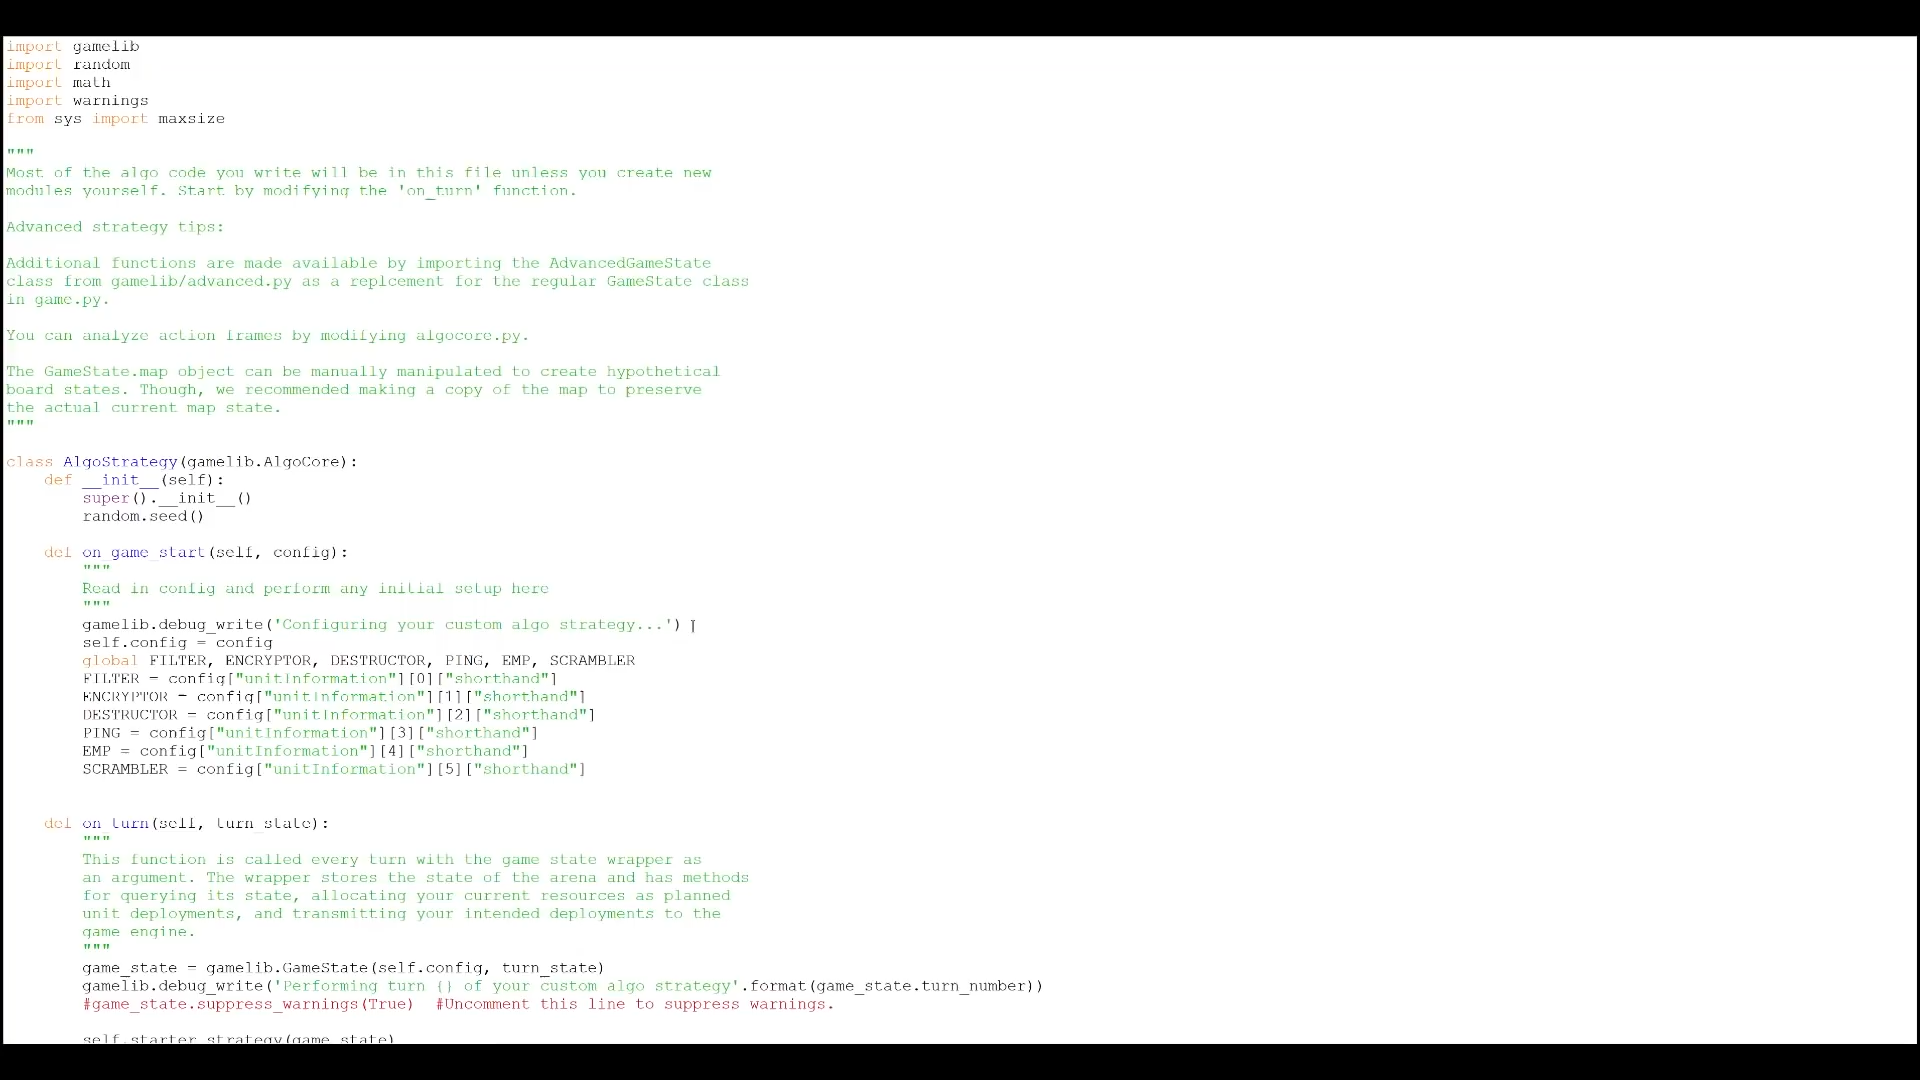 import gamelib
import random
import math
import warnings
from sys import maxsize
"""
Most of the algo code you write will be in this file unless you create new
modules yourself. Start by modifying the 'on_turn' function.
Advanced strategy tips:
Additional functions are made available by importing the AdvancedGameState
class from gamelib/advanced.py as a replcement for the regular GameState class
in game.py.
You can analyze action frames by modifying algocore.py.
The GameState.map object can be manually manipulated to create hypothetical
board states. Though, we recommended making a copy of the map to preserve
the actual current map state.
"""
class AlgoStrategy(gamelib.AlgoCore):
def __init__(self):
super().__init__()
random.seed()
def on_game_start(self, config):
"""
Read in config and perform any initial setup here
"""
gamelib.debug_write('Configuring your custom algo strategy...')
self.config = config
global FILTER, ENCRYPTOR, DESTRUCTOR, PING, EMP, SCRAMBLER
FILTER = config["unitInformation"][0]["shorthand"]
ENCRYPTOR = config["unitInformation"][1]["shorthand"]
DESTRUCTOR = config["unitInformation"][2]["shorthand"]
PING = config["unitInformation"][3]["shorthand"]
EMP = config["unitInformation"][4]["shorthand"]
SCRAMBLER = config["unitInformation"][5]["shorthand"]
def on_turn(self, turn_state):
"""
This function is called every turn with the game state wrapper as
an argument. The wrapper stores the state of the arena and has methods
for querying its state, allocating your current resources as planned
unit deployments, and transmitting your intended deployments to the
game engine.
"""
game_state = gamelib.GameState(self.config, turn_state)
gamelib.debug_write('Performing turn {} of your custom algo strategy'.format(game_state.turn_number))
#game_state.suppress_warnings(True)  #Uncomment this line to suppress warnings.
self.starter_strategy(game_state)